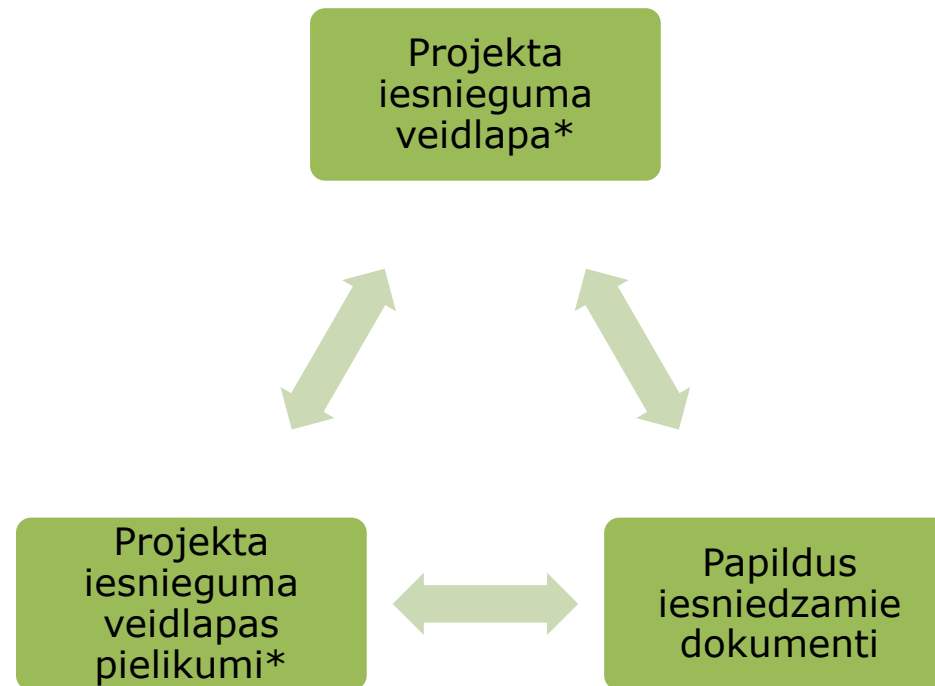 Projekta
iesnieguma
veidlapa*
Projekta
iesnieguma
veidlapas
pielikumi*
Papildus
iesniedzamie
dokumenti